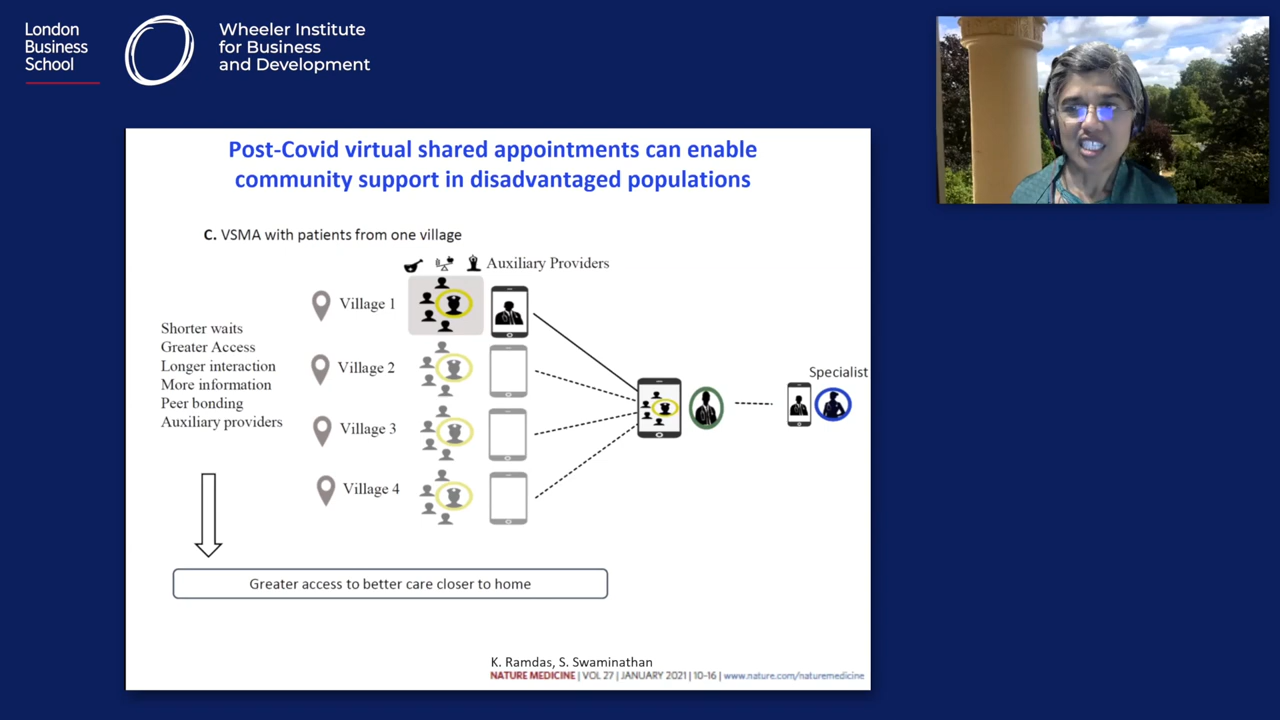 London
Business
School
Wheeler Institute
for Business
and Development
Post-Covid virtual shared appointments can enable
community support in disadvantaged populations
C. VSMA with patients from one village
Auxiliary Providers
Village 1
Shorter waits
Greater Access
Longer interaction
More information
Peer bonding
Auxiliary providers
Village 2
Village 3
Village 4
Specialist
Greater access to better care closer to home
K. Ramdas, S. Swaminathan
NATURE MEDICINE | VOL 27 | JANUARY 2021 | 10-16 | www.nature.com/naturemedicine